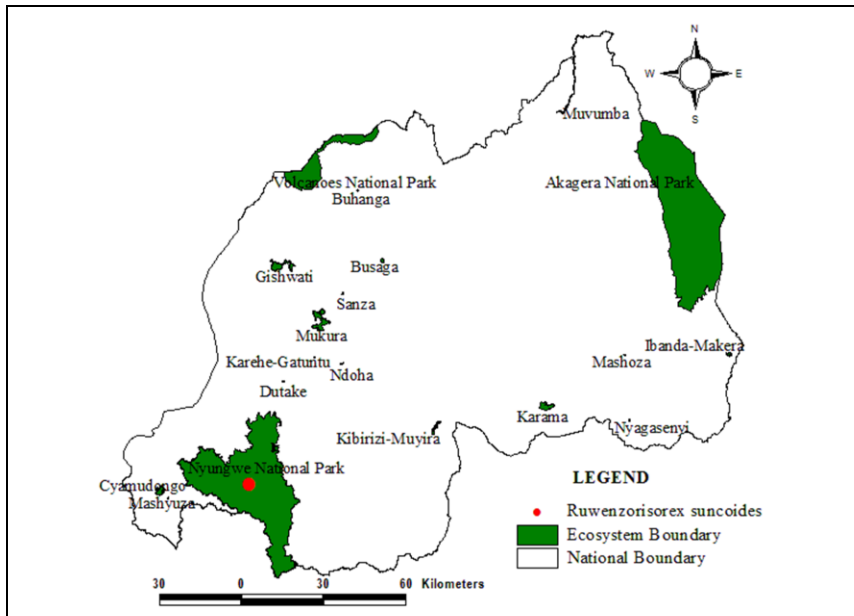 N
W E
S
Muvumba
Volcanoes National Park
Akagera National Park
Buhanga
Gishwati
Busaga
Sanza
Mukura
Ibanda-Makera
Karehe-Gaturitu
Ndoha
Mashoza
Dutake
Karama
Nyagasenyi
Kibirizi-Muyira
Nyungwe National Park
Cyamudongo
Mashyuza
LEGEND
Ruwenzorisorex suncoides
Ecosystem Boundary
National Boundary
30 0 30 60 Kilometers